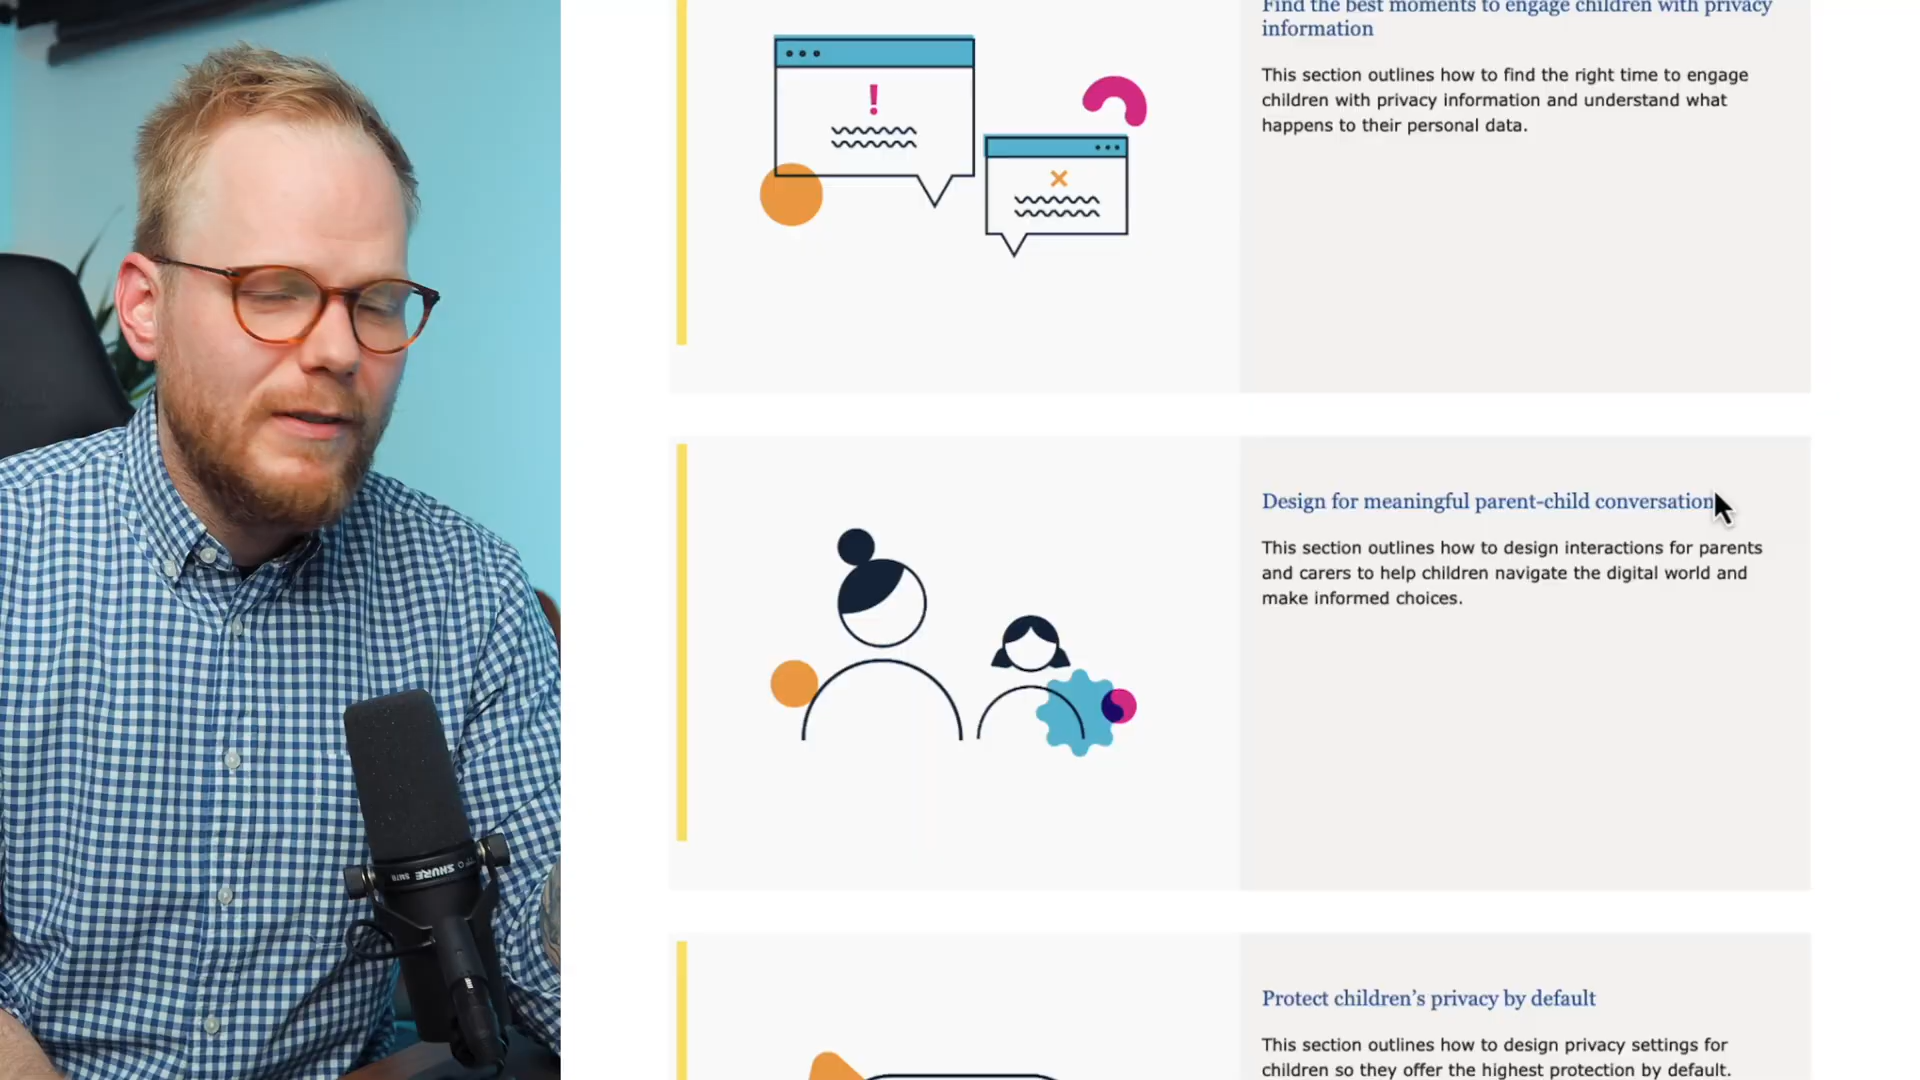 Find the best moments to engage children with privacy
information
This section outlines how to find the right time to engage
children with privacy information and understand what
happens to their personal data.
Design for meaningful parent-child conversation
This section outlines how to design interactions for parents
and carers to help children navigate the digital world and
make informed choices.
Protect children’s privacy by default
This section outlines how to design privacy settings for
children so they offer the highest protection by default.
SHURE SM7B